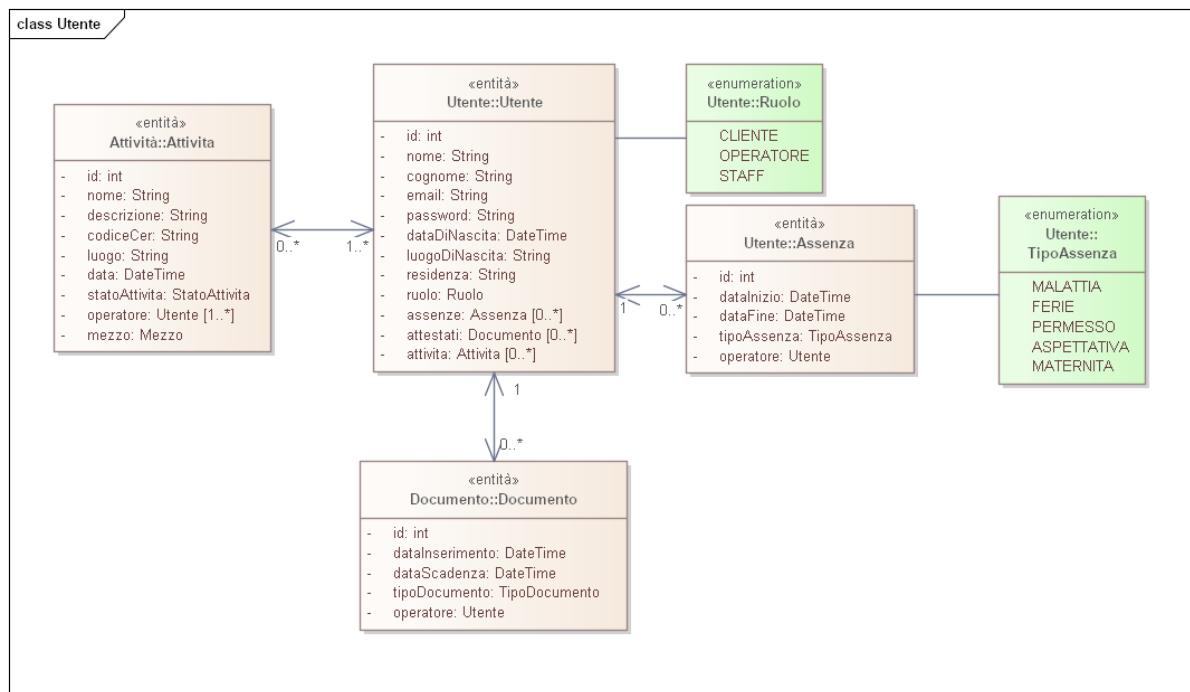 class Utente
«entità»
Attività::Attivita
- id: int
- nome: String
- descrizione: String
- codiceCer: String
- luogo: String
- data: DateTime
- statoAttivita: StatoAttivita
- operatore: Utente [1..*]
- mezzo: Mezzo
0..*
1..*
«entità»
Utente::Utente
- id: int
- nome: String
- cognome: String
- email: String
- password: String
- dataDiNascita: DateTime
- luogoDiNascita: String
- residenza: String
- ruolo: Ruolo
- assenze: Assenza [0..*]
- attestati: Documento [0..*]
- attivita: Attivita [0..*]
«enumeration»
Utente::Ruolo
CLIENTE
OPERATORE
STAFF
1
0..*
«entità»
Utente::Assenza
- id: int
- dataInizio: DateTime
- dataFine: DateTime
- tipoAssenza: TipoAssenza
- operatore: Utente
«enumeration»
Utente::
TipoAssenza
MALATTIA
FERIE
PERMESSO
ASPETTATIVA
MATERNITA
1
0..*
«entità»
Documento::Documento
- id: int
- dataInserimento: DateTime
- dataScadenza: DateTime
- tipoDocumento: TipoDocumento
- operatore: Utente